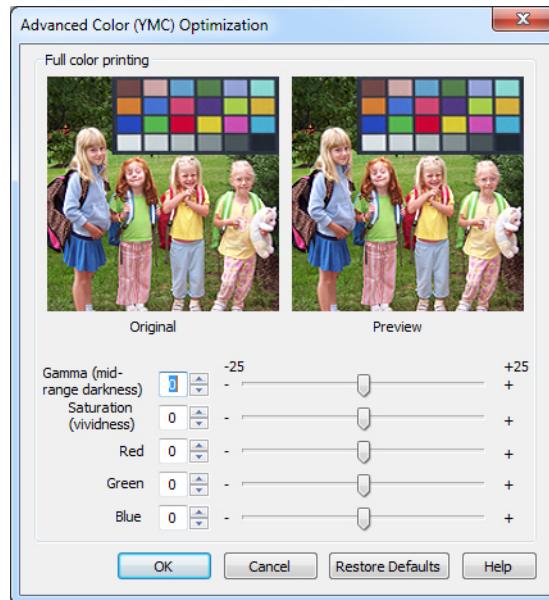 Advanced Color (YMC) Optimization
Full color printing
Original
Preview
-25
+25
Gamma (mid-
range darkness)
0
-
+
Saturation
(vividness)
0
-
+
Red
0
-
+
Green
0
-
+
Blue
0
-
+
OK
Cancel
Restore Defaults
Help